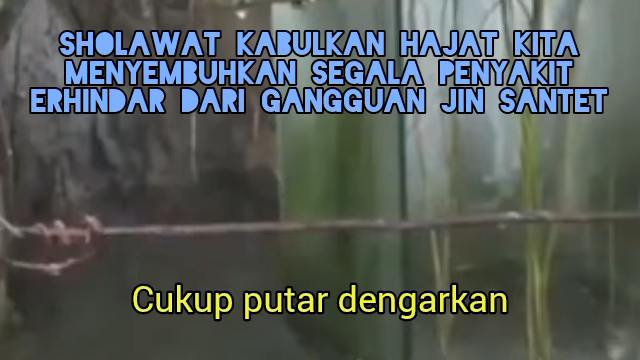 SHOLAWAT KABULKAN HAJAT KITA
MENYEMBUHKAN SEGALA PENYAKIT
ERHINDAR DARI GANGGUAN JIN SANTET
Cukup putar dengarkan